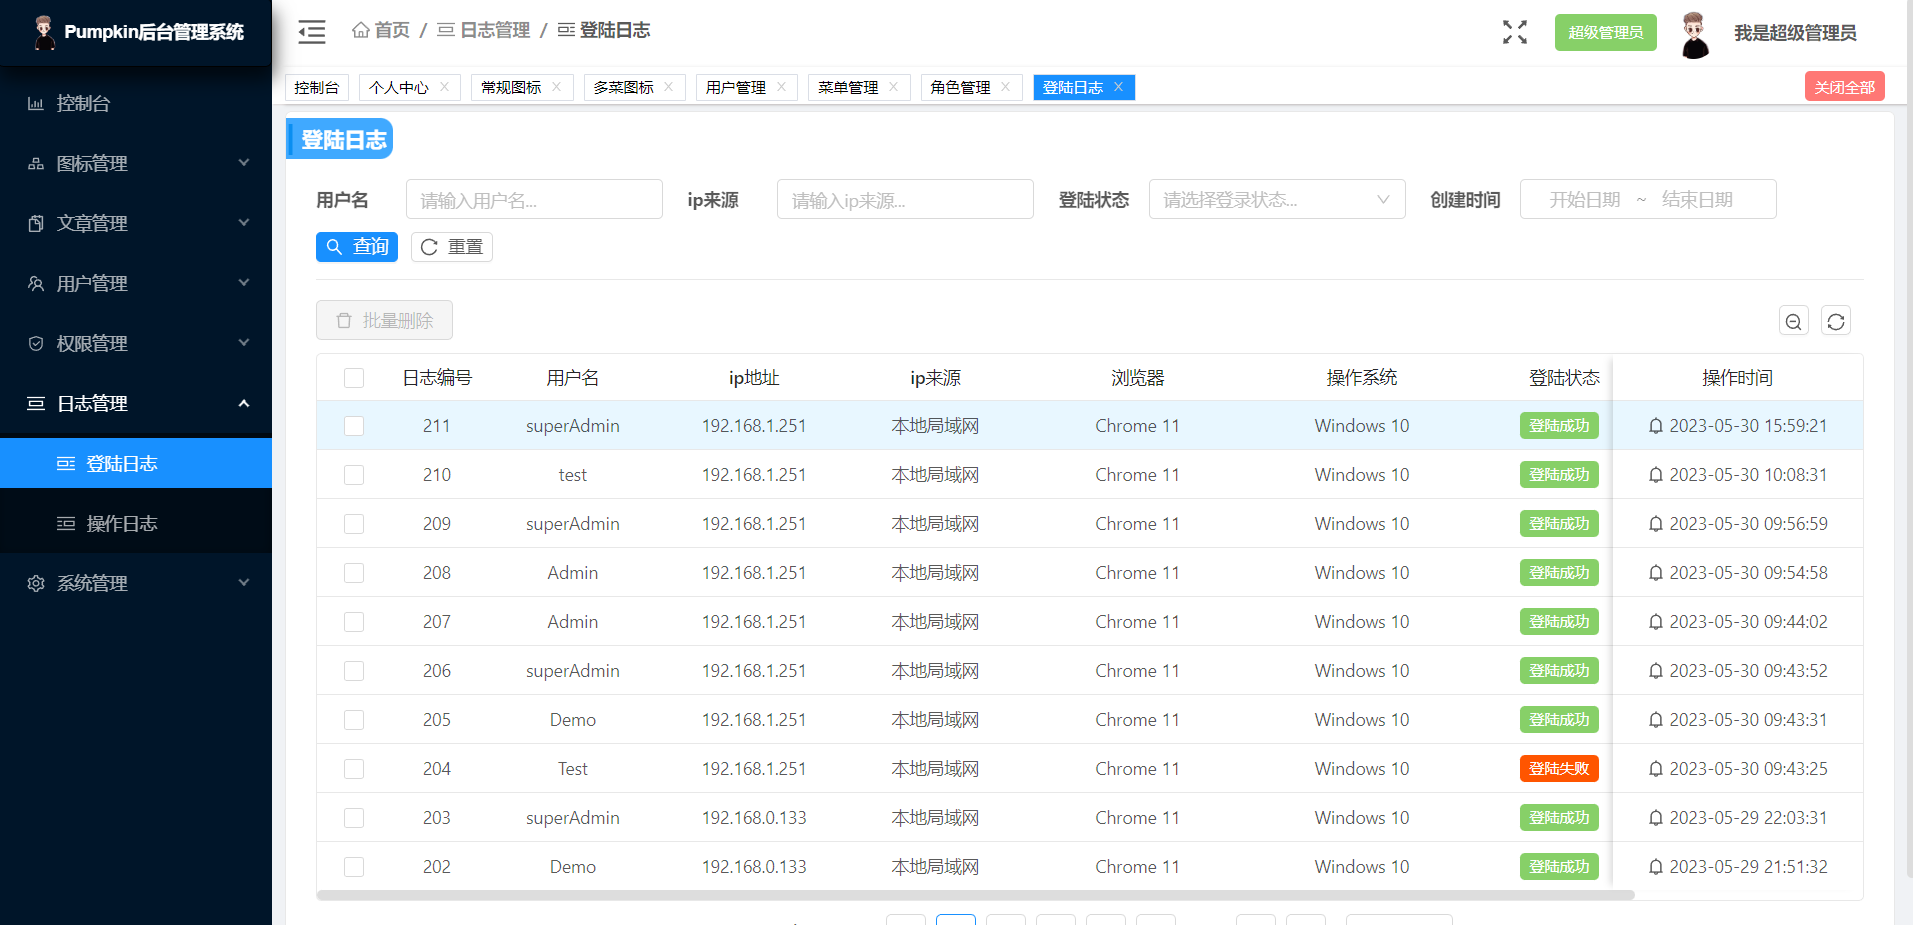 Pumpkin后台管理系统
首页 / 日志管理 / 登陆日志
超级管理员
我是超级管理员
控制台
个人中心
常规图标
多菜图标
用户管理
菜单管理
角色管理
登陆日志
关闭全部
控制台
图标管理
文章管理
用户管理
权限管理
日志管理
登陆日志
操作日志
系统管理
登陆日志
用户名 请输入用户名... ip来源 请输入ip来源... 登陆状态 请选择登录状态... 创建时间 开始日期 ~ 结束日期
查询 重置
批量删除
日志编号 用户名 ip地址 ip来源 浏览器 操作系统 登陆状态 操作时间
211 superAdmin 192.168.1.251 本地局域网 Chrome 11 Windows 10 登陆成功 2023-05-30 15:59:21
210 test 192.168.1.251 本地局域网 Chrome 11 Windows 10 登陆成功 2023-05-30 10:08:31
209 superAdmin 192.168.1.251 本地局域网 Chrome 11 Windows 10 登陆成功 2023-05-30 09:56:59
208 Admin 192.168.1.251 本地局域网 Chrome 11 Windows 10 登陆成功 2023-05-30 09:54:58
207 Admin 192.168.1.251 本地局域网 Chrome 11 Windows 10 登陆成功 2023-05-30 09:44:02
206 superAdmin 192.168.1.251 本地局域网 Chrome 11 Windows 10 登陆成功 2023-05-30 09:43:52
205 Demo 192.168.1.251 本地局域网 Chrome 11 Windows 10 登陆成功 2023-05-30 09:43:31
204 Test 192.168.1.251 本地局域网 Chrome 11 Windows 10 登陆失败 2023-05-30 09:43:25
203 superAdmin 192.168.0.133 本地局域网 Chrome 11 Windows 10 登陆成功 2023-05-29 22:03:31
202 Demo 192.168.0.133 本地局域网 Chrome 11 Windows 10 登陆成功 2023-05-29 21:51:32